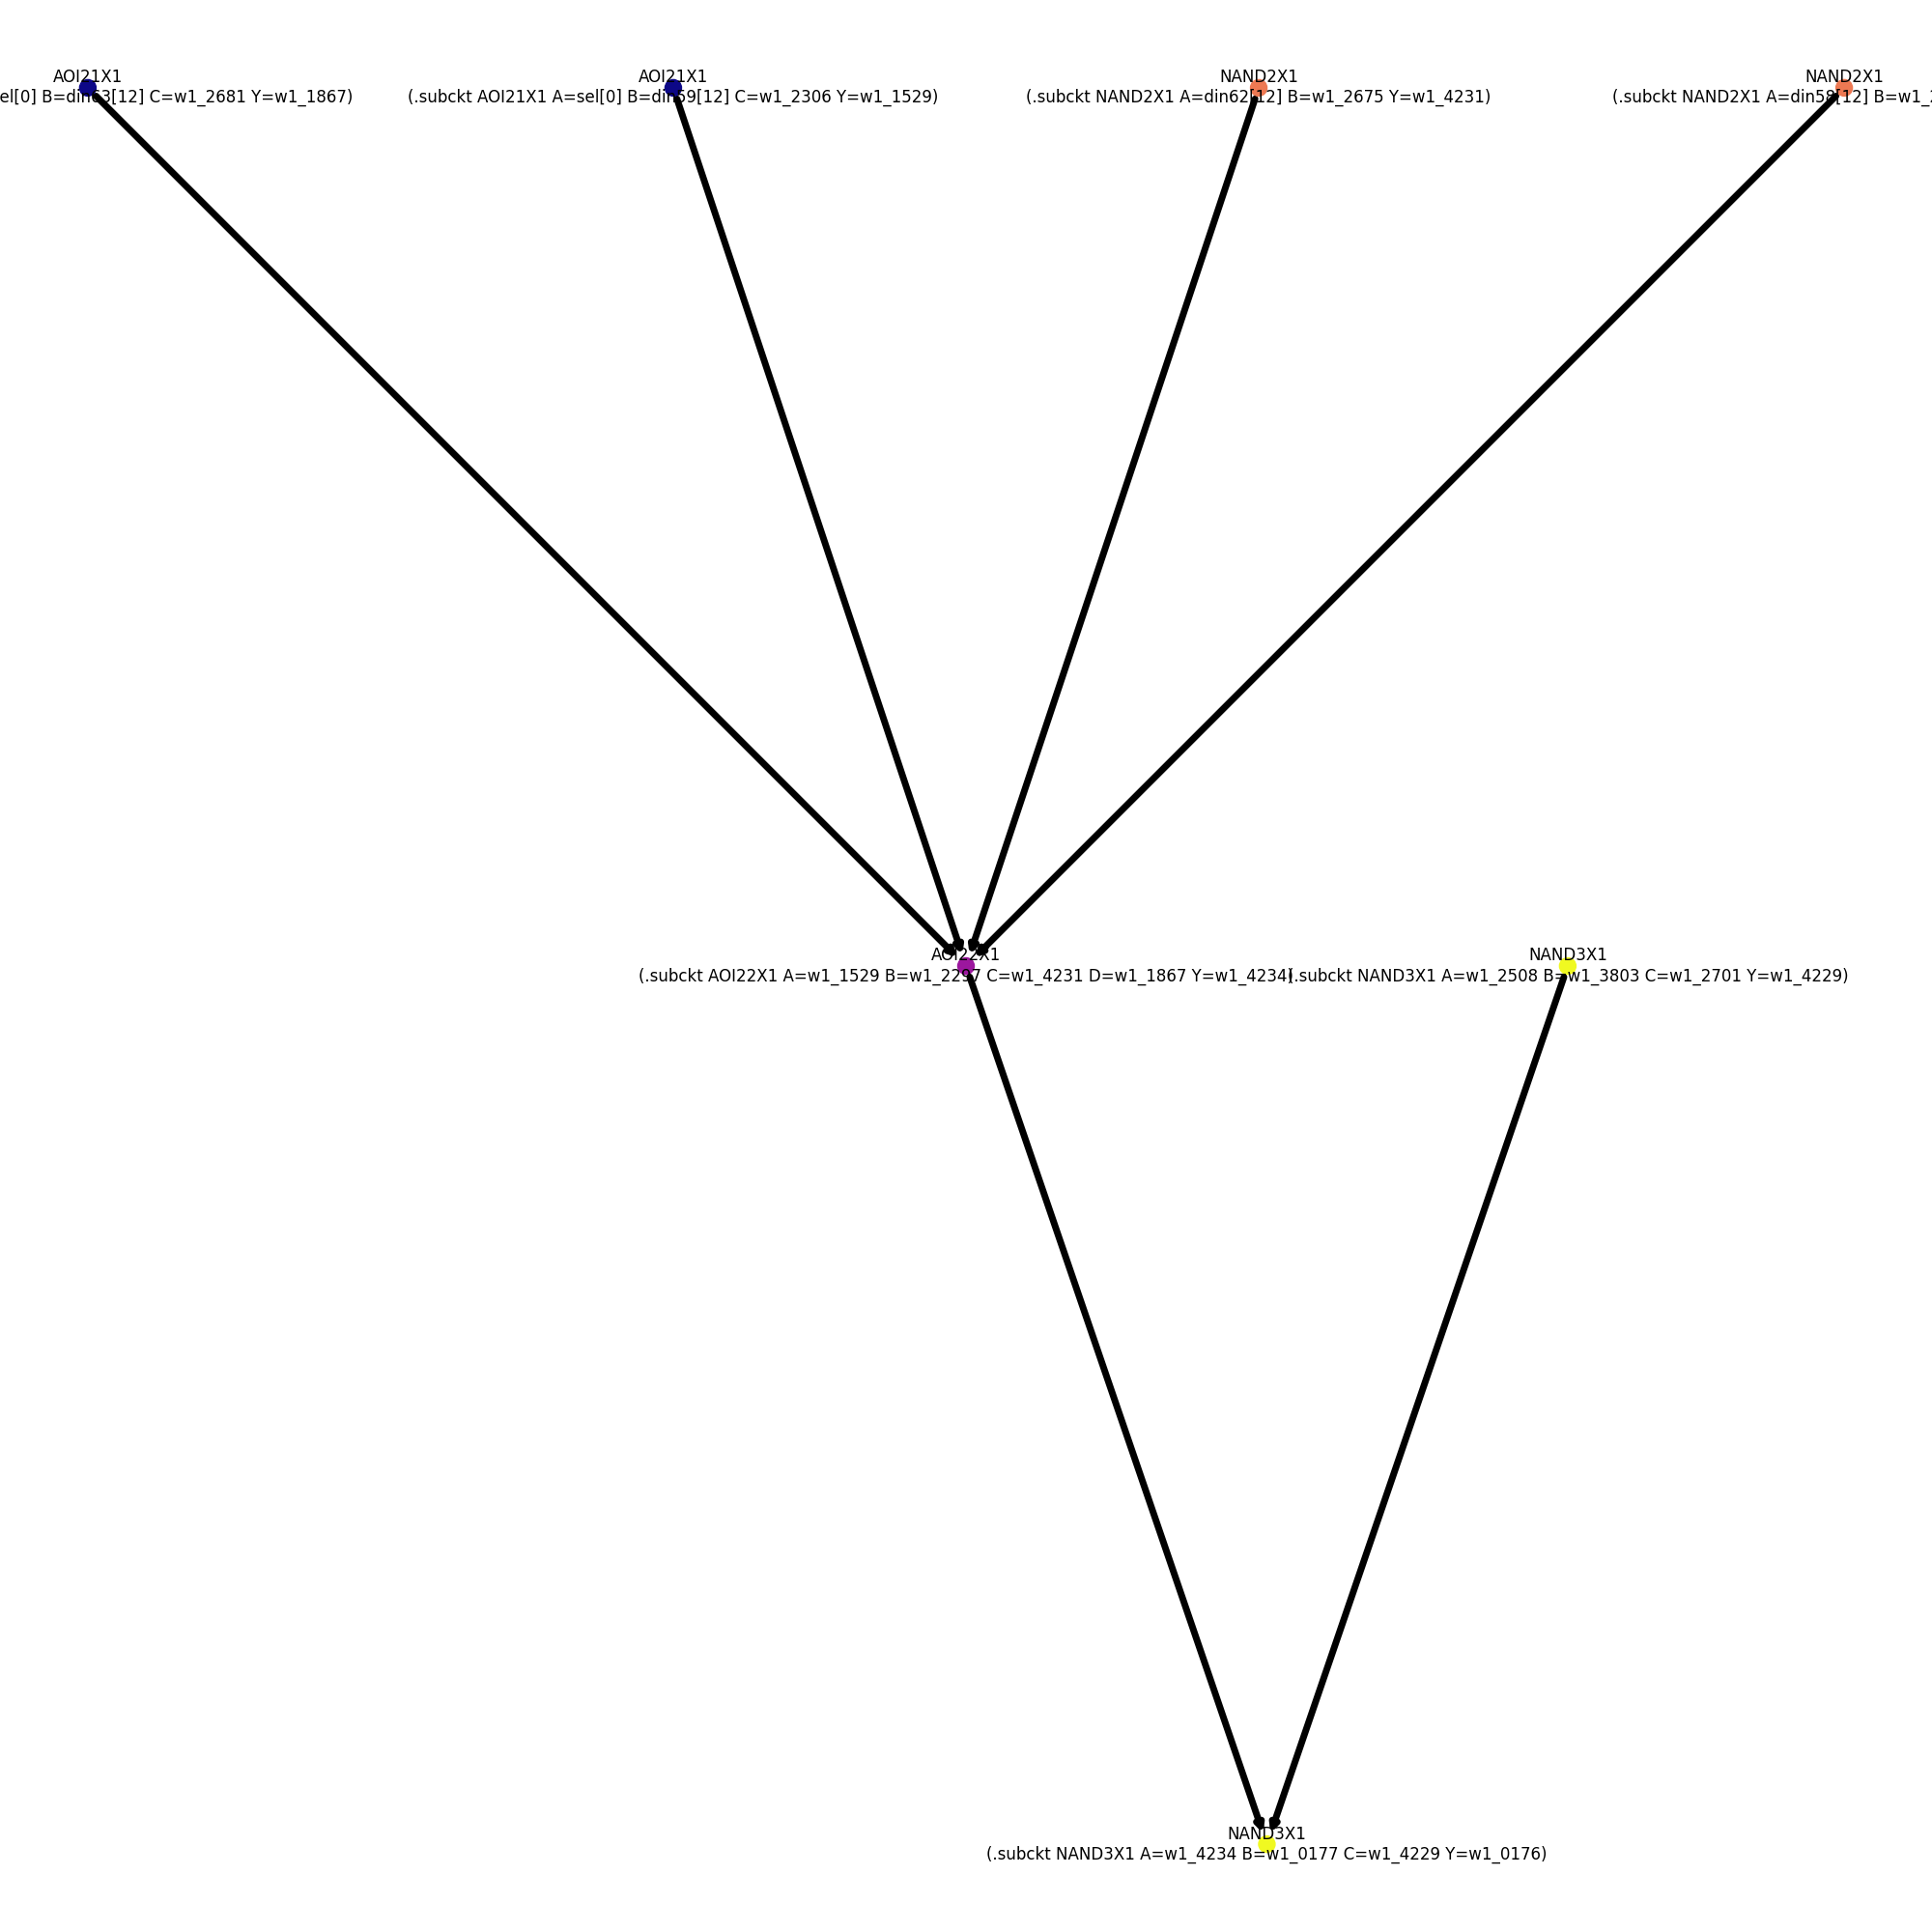 AOI21X1
AOI21X1
NAND2X1
NAND2X1
el[0] B=din63[12] C=w1_2681 Y=w1_1867)
(.subckt AOI21X1 A=sel[0] B=din59[12] C=w1_2306 Y=w1_1529)
(.subckt NAND2X1 A=din62[12] B=w1_2675 Y=w1_4231)
(.subckt NAND2X1 A=din58[12]
AOI22X1
NAND3X1
(.subckt AOI22X1 A=w1_1529 B=w1_2297 C=w1_4231 D=w1_1867 Y=w1_4234)
(.subckt NAND3X1 A=w1_2508 B=w1_3803 C=w1_2701 Y=w1_4229)
NAND3X1
(.subckt NAND3X1 A=w1_4234 B=w1_0177 C=w1_4229 Y=w1_0176)